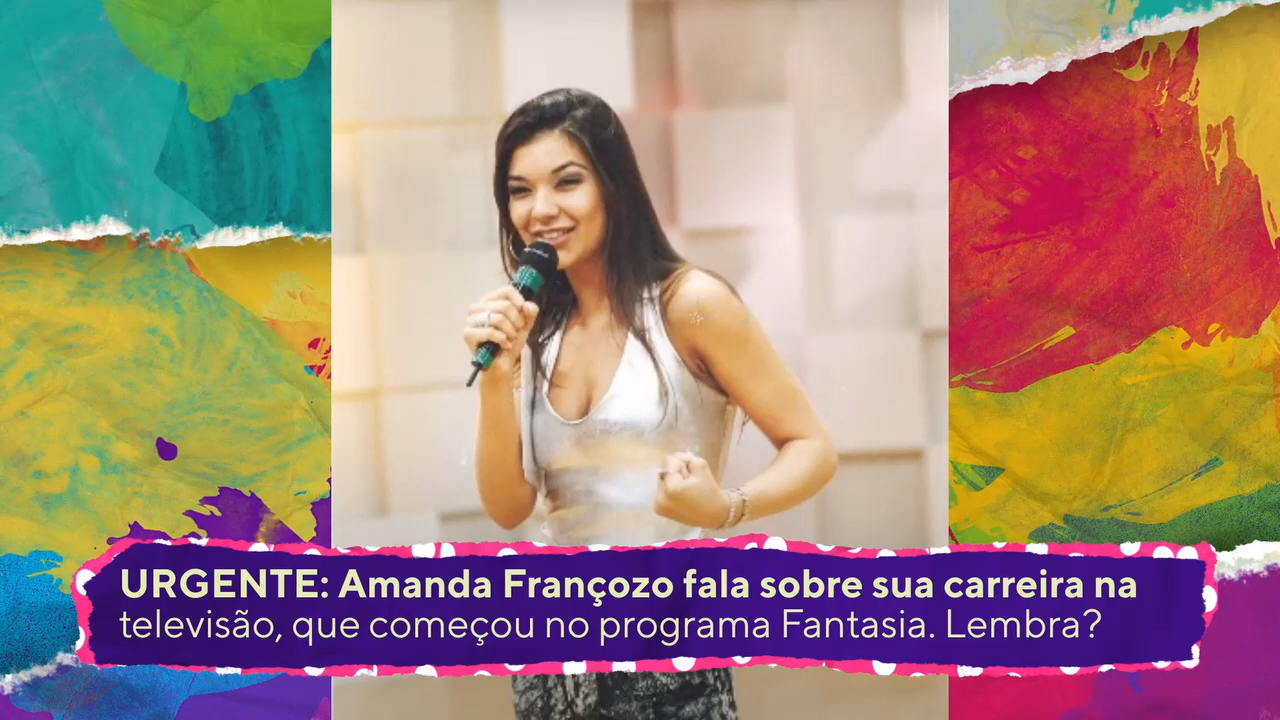 URGENTE: Amanda Françozo fala sobre sua carreira na
televisão, que começou no programa Fantasia. Lembra?